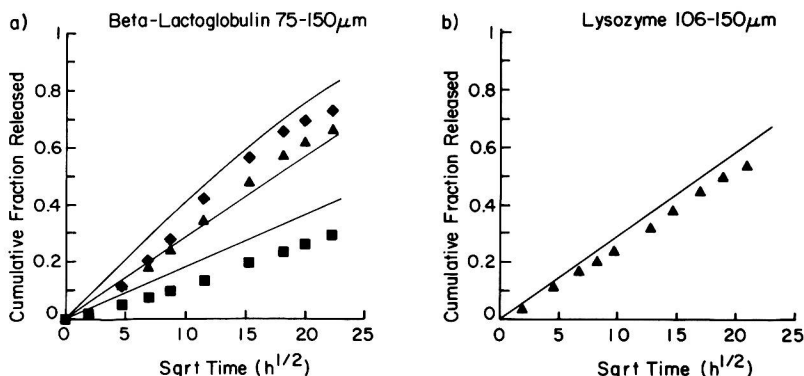 a) Beta-Lactoglobulin 75-150μm
1
0.8
0.6
0.4
0.2
0
Cumulative Fraction Released
0 5 10 15 20 25
Sqrt Time (h1/2)
b) Lysozyme 106-150μm
1
0.8
0.6
0.4
0.2
0
Cumulative Fraction Released
0 5 10 15 20 25
Sqrt Time (h1/2)